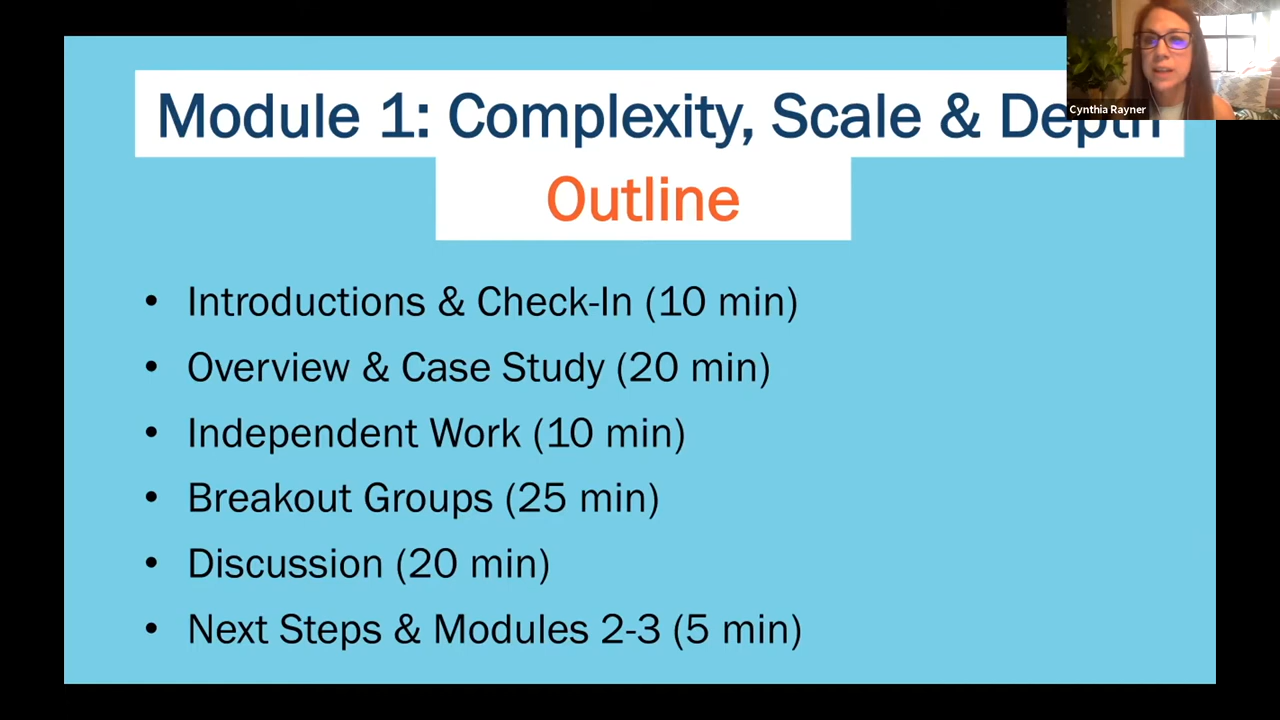 Module 1: Complexity, Scale & Depth
Outline
Cynthia Rayner
• Introductions & Check-In (10 min)
• Overview & Case Study (20 min)
• Independent Work (10 min)
• Breakout Groups (25 min)
• Discussion (20 min)
• Next Steps & Modules 2-3 (5 min)